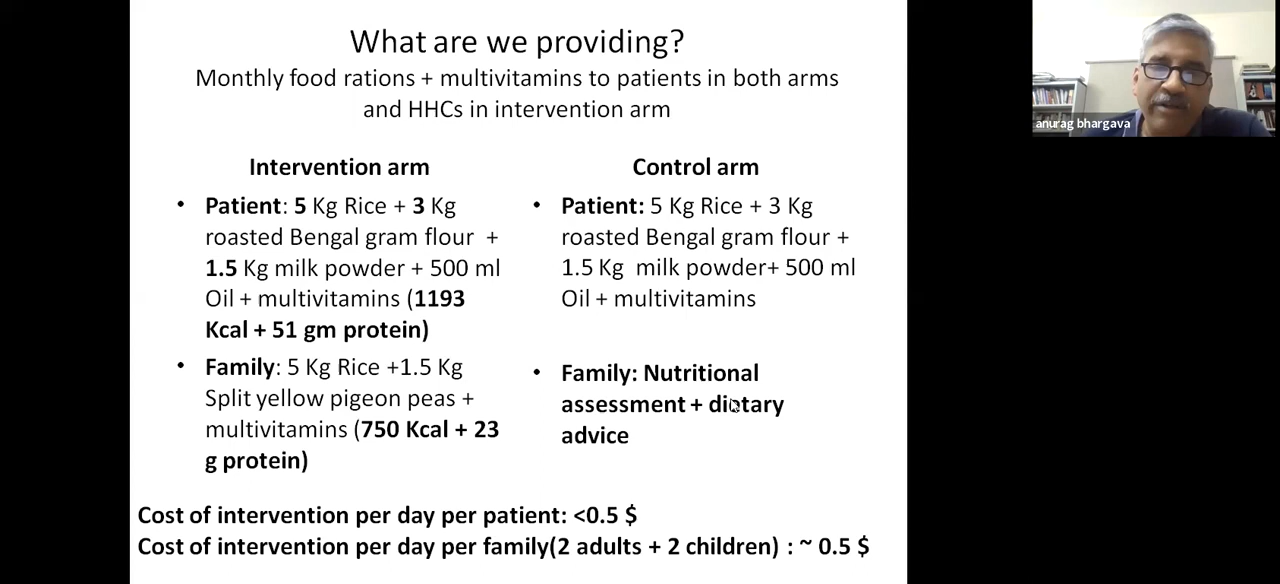 What are we providing?
Monthly food rations + multivitamins to patients in both arms
and HHCs in intervention arm
Intervention arm
• Patient: 5 Kg Rice + 3 Kg
roasted Bengal gram flour +
1.5 Kg milk powder + 500 ml
Oil + multivitamins (1193
Kcal + 51 gm protein)
• Family: 5 Kg Rice +1.5 Kg
Split yellow pigeon peas +
multivitamins (750 Kcal + 23
g protein)
Control arm
• Patient: 5 Kg Rice + 3 Kg
roasted Bengal gram flour +
1.5 Kg milk powder+ 500 ml
Oil + multivitamins
• Family: Nutritional
assessment + dietary
advice
Cost of intervention per day per patient: <0.5 $
Cost of intervention per day per family(2 adults + 2 children) : ~ 0.5 $
anurag bhargava